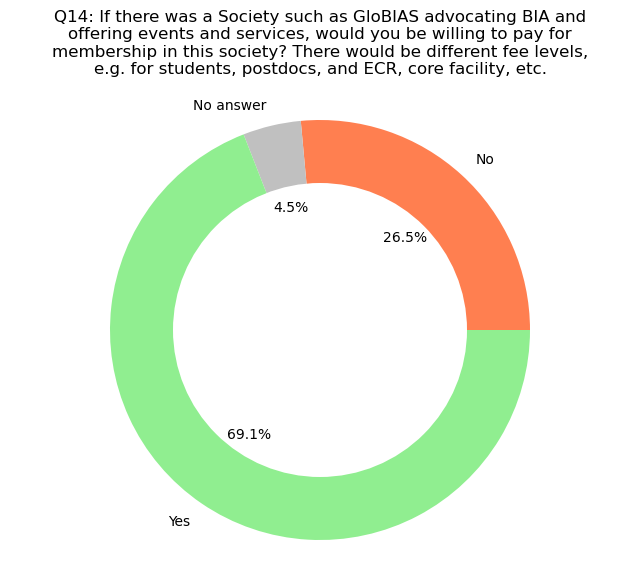 Q14: If there was a Society such as GloBIAS advocating BIA and
offering events and services, would you be willing to pay for
membership in this society? There would be different fee levels,
e.g. for students, postdocs, and ECR, core facility, etc.
No answer
No
4.5%
26.5%
69.1%
Yes